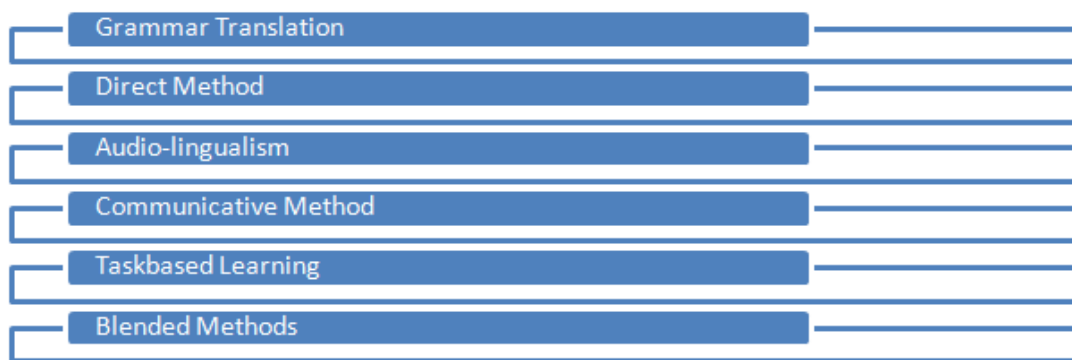 Grammar Translation
Direct Method
Audio-lingualism
Communicative Method
Taskbased Learning
Blended Methods